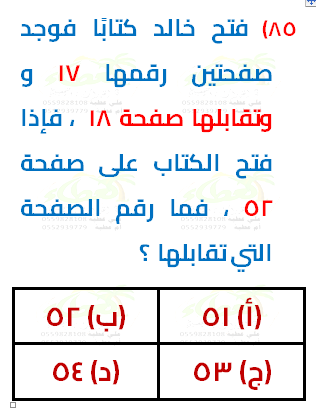 ٨٥) فتح خالد كتابًا فوجد
صفحتين رقمها ١٧ و
وتقابلها صفحة ١٨ ، فإذا
فتح الكتاب على صفحة
٥٢ ، فما رقم الصفحة
التي تقابلها ؟
(أ) ٥١ (ب) ٥٢
(ج) ٥٣ (د) ٥٤